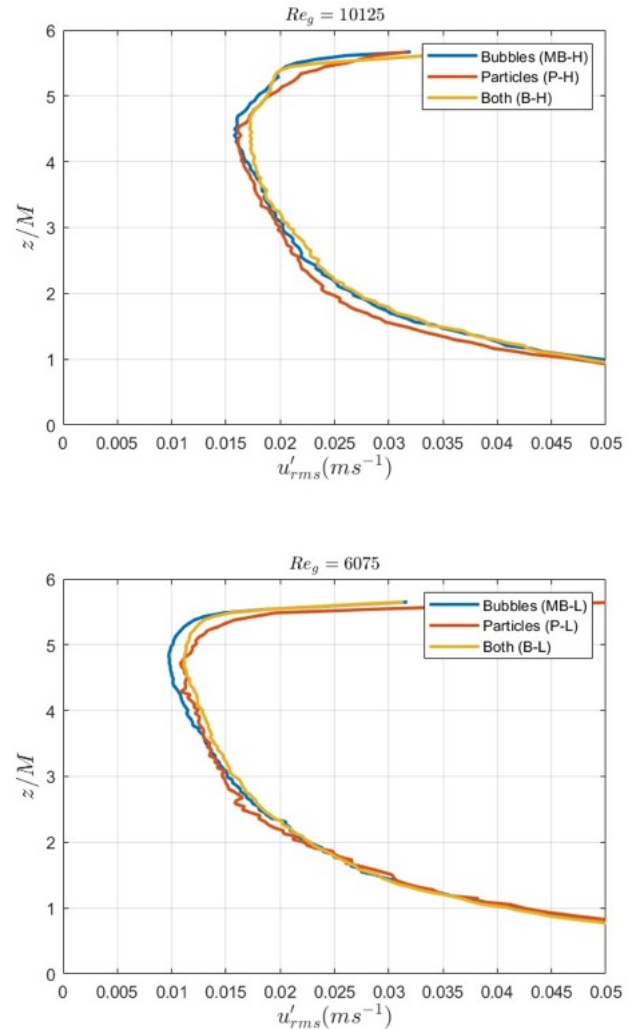 Re_g = 10125
6
5
4
3
2
1
0
z/M
Bubbles (MB-H)
Particles (P-H)
Both (B-H)
0 0.005 0.01 0.015 0.02 0.025 0.03 0.035 0.04 0.045 0.05
u′_rms(ms⁻¹)
Re_g = 6075
6
5
4
3
2
1
0
z/M
Bubbles (MB-L)
Particles (P-L)
Both (B-L)
0 0.005 0.01 0.015 0.02 0.025 0.03 0.035 0.04 0.045 0.05
u′_rms(ms⁻¹)